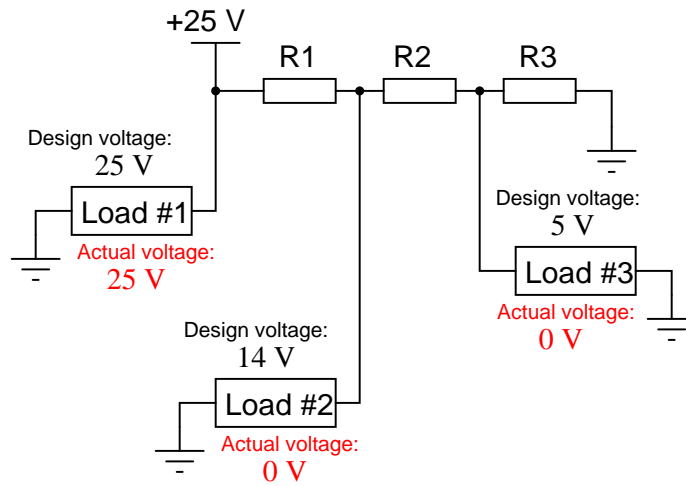 +25 V
R1
R2
R3
Design voltage:
25 V
Load #1
Actual voltage:
25 V
Design voltage:
5 V
Load #3
Actual voltage:
0 V
Design voltage:
14 V
Load #2
Actual voltage:
0 V